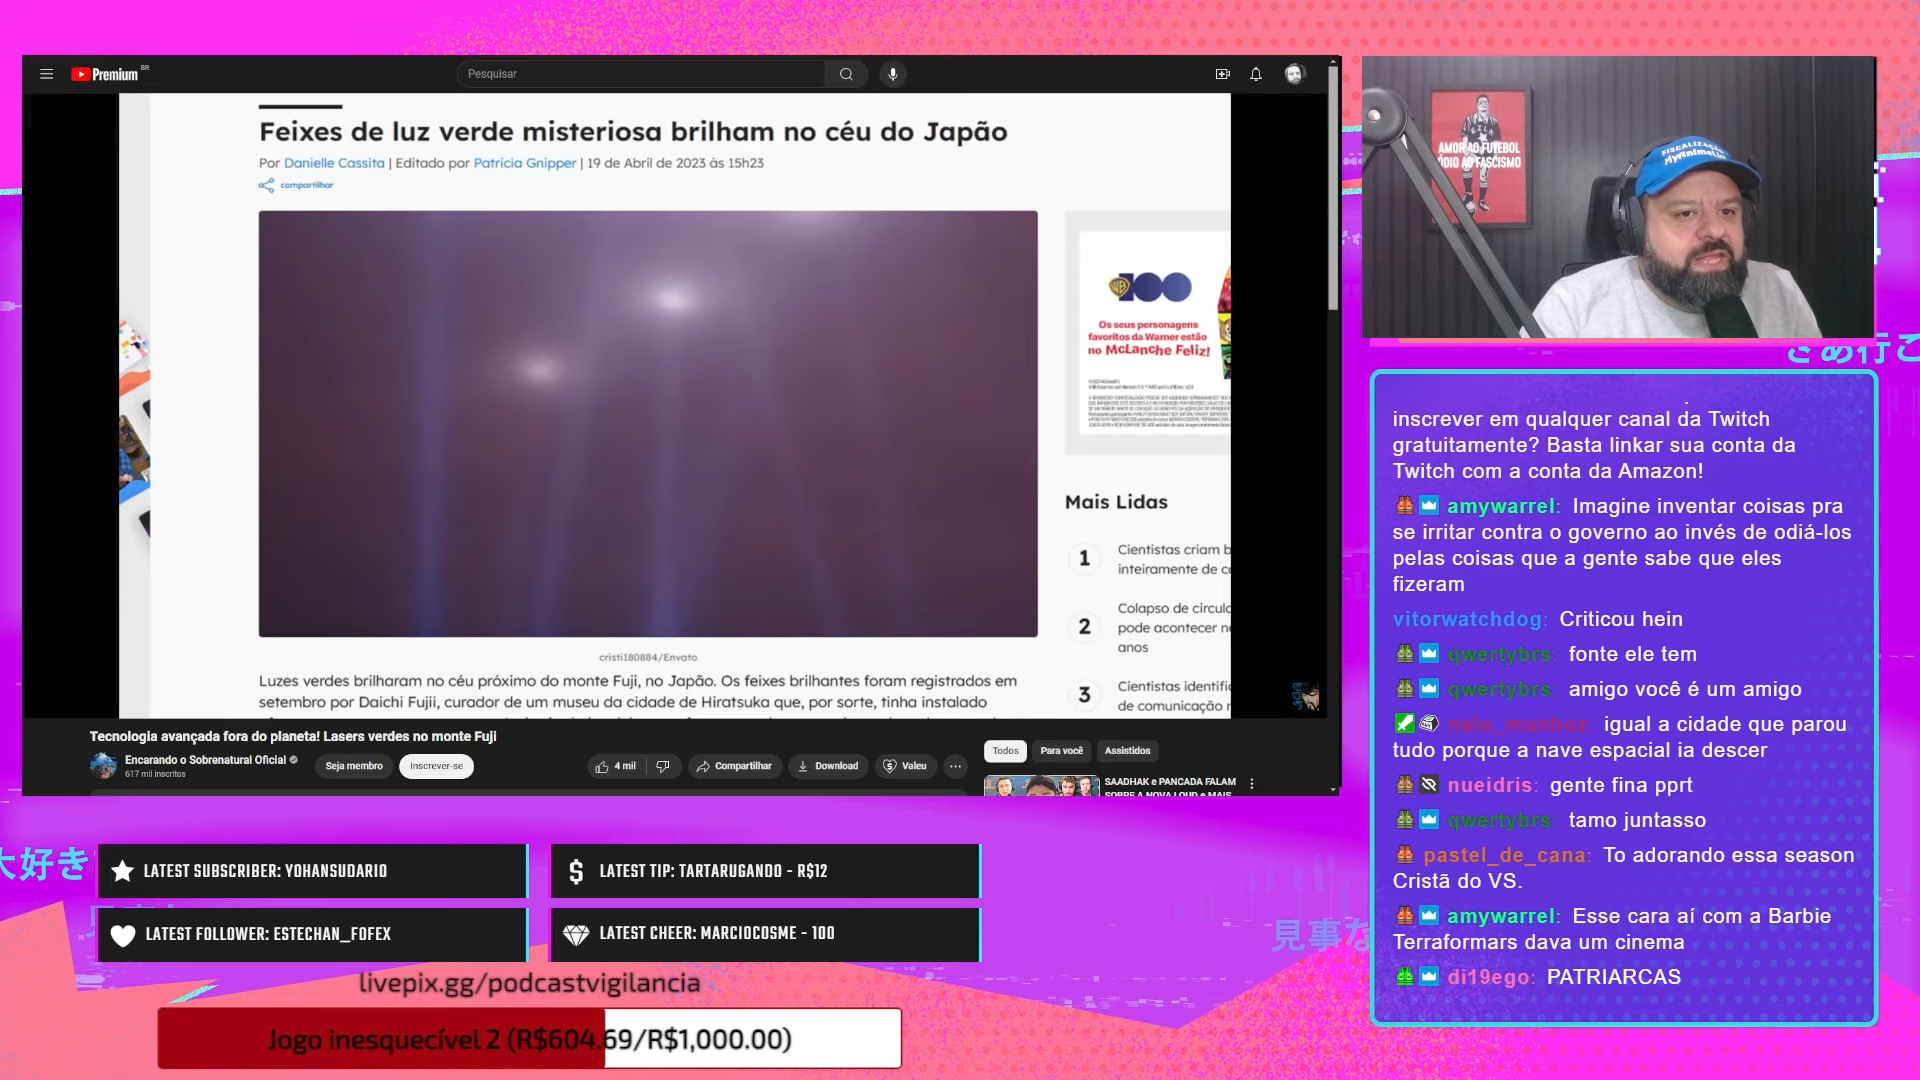 Premium BR
Pesquisar
Feixes de luz verde misteriosa brilham no céu do Japão
Por Danielle Cassita | Editado por Patricia Gnipper | 19 de Abril de 2023 às 15h23
compartilhar
cristi180884/Envato
Luzes verdes brilharam no céu próximo do monte Fuji, no Japão. Os feixes brilhantes foram registrados em
setembro por Daichi Fujii, curador de um museu da cidade de Hiratsuka que, por sorte, tinha instalado
WB 100
Os seus personagens
favoritos da Warner estão
no McLanche Feliz!
Mais Lidas
1
Cientistas criam b
inteiramente de c
2
Colapso de circul
pode acontecer n
anos
3
Cientistas identifi
de comunicação
Tecnologia avançada fora do planeta! Lasers verdes no monte Fuji
Encarando o Sobrenatural Oficial
617 mil inscritos
Seja membro
Inscrever-se
4 mil
Compartilhar
Download
Valeu
Todos
Para você
Assistidos
SAADHAK e PANCADA FALAM
SOBRE A NOVA LOUD e MAIS
AMOR AO FUTEBOL
ÓDIO AO FASCISMO
FISCALIZAÇÃO
MyAnimeList
inscrever em qualquer canal da Twitch
gratuitamente? Basta linkar sua conta da
Twitch com a conta da Amazon!
amywarrel: Imagine inventar coisas pra
se irritar contra o governo ao invés de odiá-los
pelas coisas que a gente sabe que eles
fizeram
vitorwatchdog: Criticou hein
qwertybrs: fonte ele tem
qwertybrs: amigo você é um amigo
nalu_munhoz: igual a cidade que parou
tudo porque a nave espacial ia descer
nueidris: gente fina pprt
qwertybrs: tamo juntasso
pastel_de_cana: To adorando essa season
Cristã do VS.
amywarrel: Esse cara aí com a Barbie
Terraformars dava um cinema
di19ego: PATRIARCAS
大好き
見事な
LATEST SUBSCRIBER: YOHANSUDARIO
LATEST TIP: TARTARUGANDO - R$12
LATEST FOLLOWER: ESTECHAN_FOFEX
LATEST CHEER: MARCIOCOSME - 100
livepix.gg/podcastvigilancia
Jogo inesquecível 2 (R$604.69/R$1,000.00)